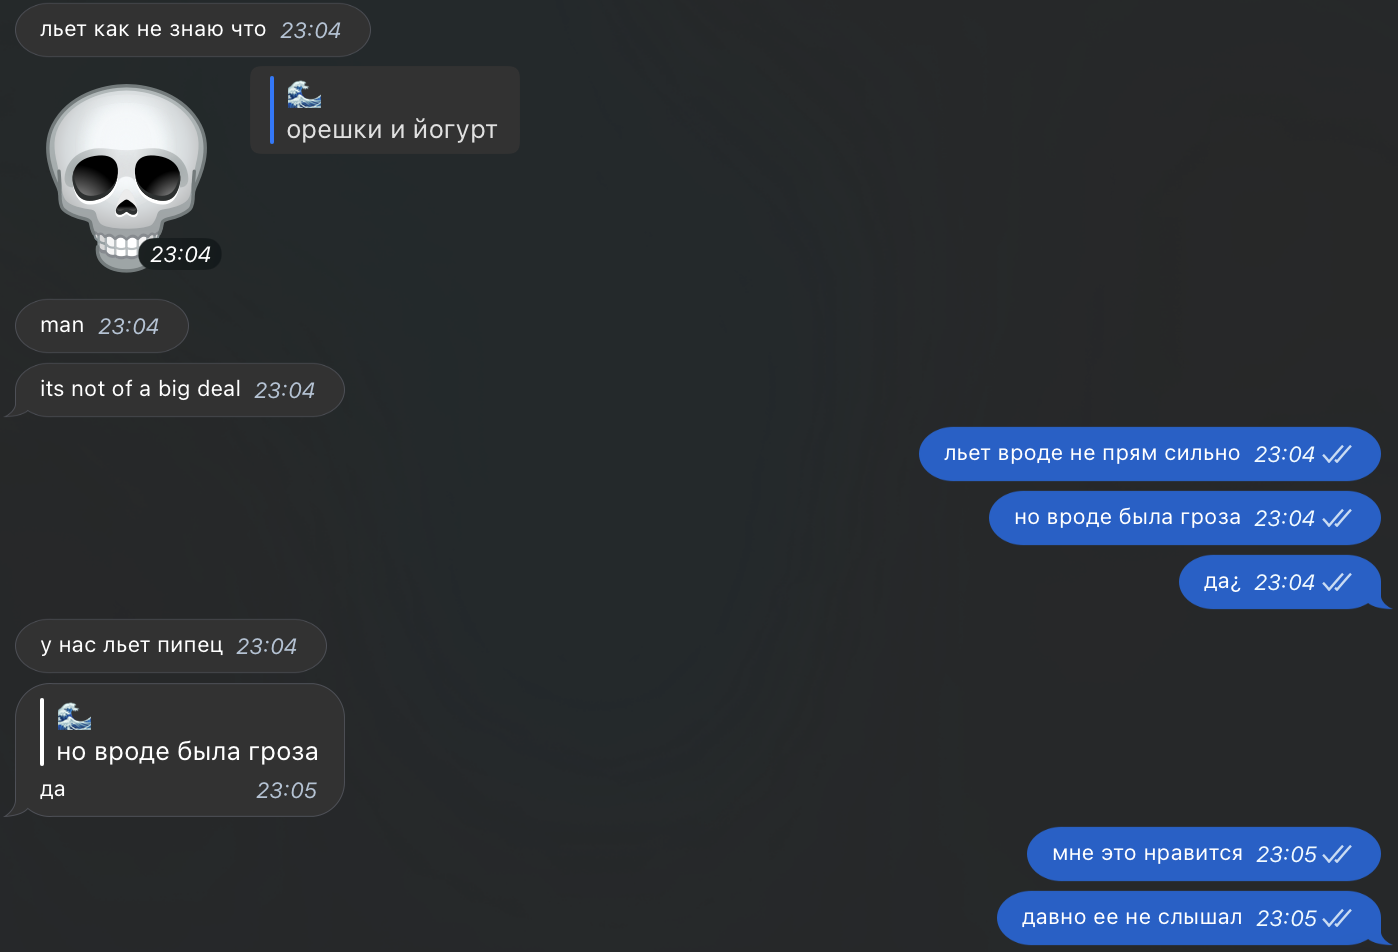 льет как не знаю что 23:04
орешки и йогурт
23:04
man 23:04
its not of a big deal 23:04
льет вроде не прям сильно 23:04
но вроде была гроза 23:04
да¿ 23:04
у нас льет пипец 23:04
но вроде была гроза
да 23:05
мне это нравится 23:05
давно ее не слышал 23:05